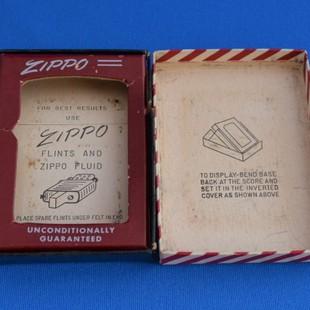 ZIPPO
FOR BEST RESULTS
USE
ZIPPO
FLINTS AND
ZIPPO FLUID
PLACE SPARE FLINTS UNDER FELT IN END
UNCONDITIONALLY
GUARANTEED
TO DISPLAY-BEND BASE
BACK AT THE SCORE AND
SET IT IN THE INVERTED
COVER AS SHOWN ABOVE